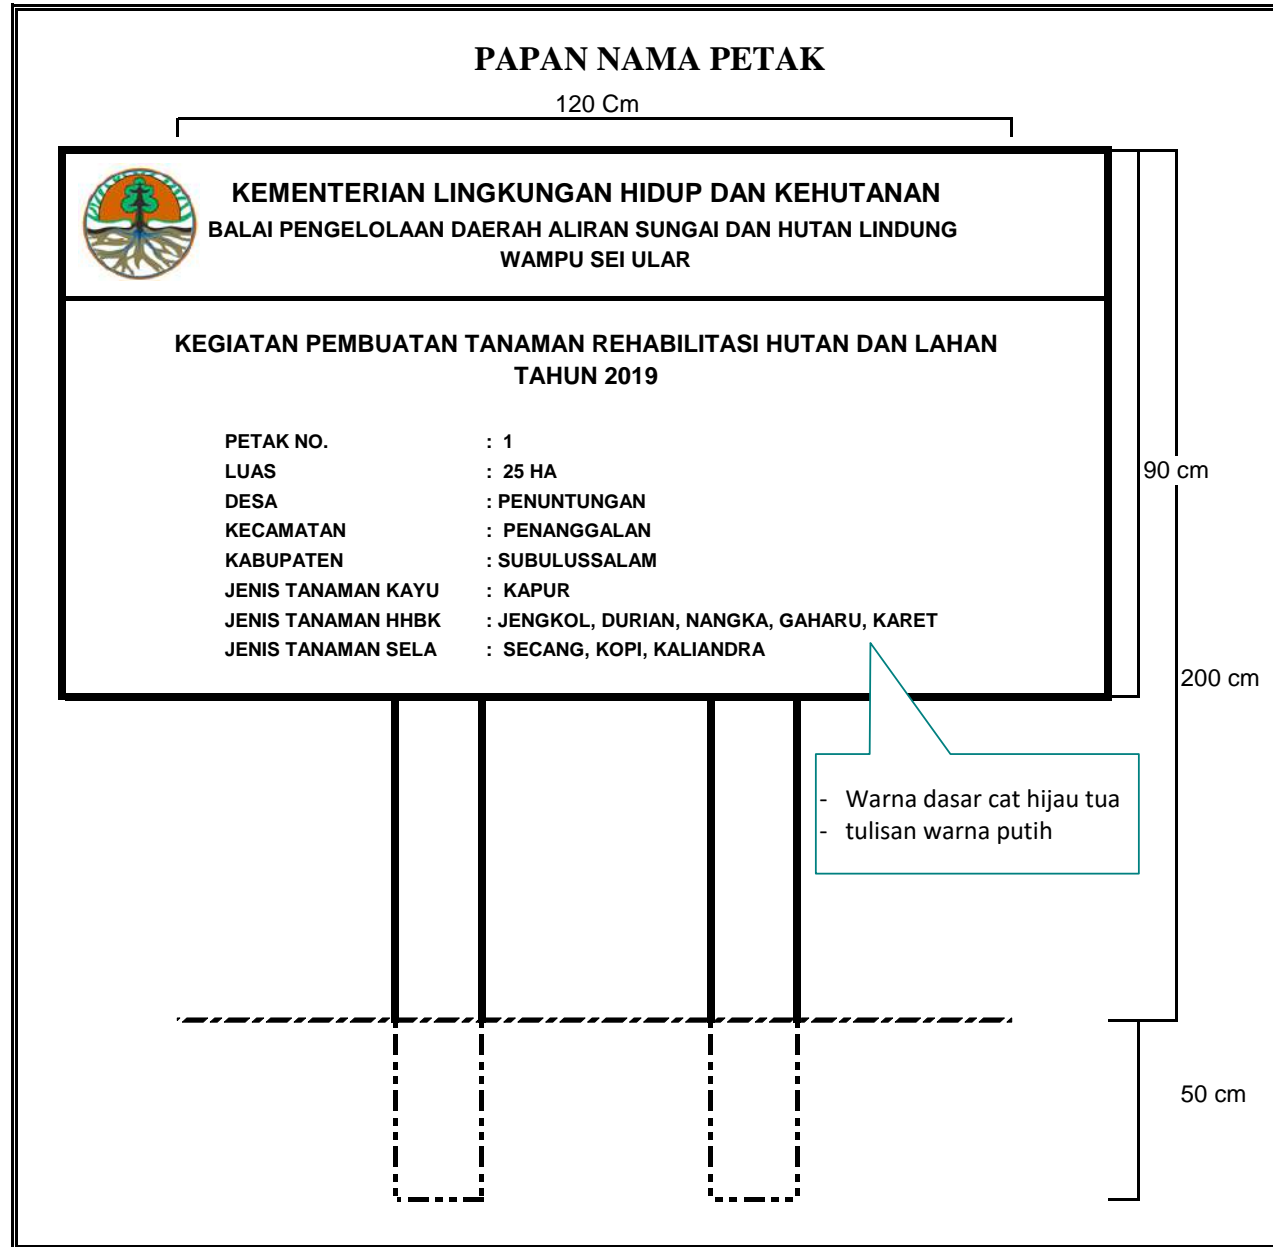 PAPAN NAMA PETAK
120 Cm
KEMENTERIAN LINGKUNGAN HIDUP DAN KEHUTANAN
BALAI PENGELOLAAN DAERAH ALIRAN SUNGAI DAN HUTAN LINDUNG
WAMPU SEI ULAR
KEGIATAN PEMBUATAN TANAMAN REHABILITASI HUTAN DAN LAHAN
TAHUN 2019
PETAK NO. : 1
LUAS : 25 HA
DESA : PENUNTUNGAN
KECAMATAN : PENANGGALAN
KABUPATEN : SUBULUSSALAM
JENIS TANAMAN KAYU : KAPUR
JENIS TANAMAN HHBK : JENGKOL, DURIAN, NANGKA, GAHARU, KARET
JENIS TANAMAN SELA : SECANG, KOPI, KALIANDRA
90 cm
200 cm
- Warna dasar cat hijau tua
- tulisan warna putih
50 cm